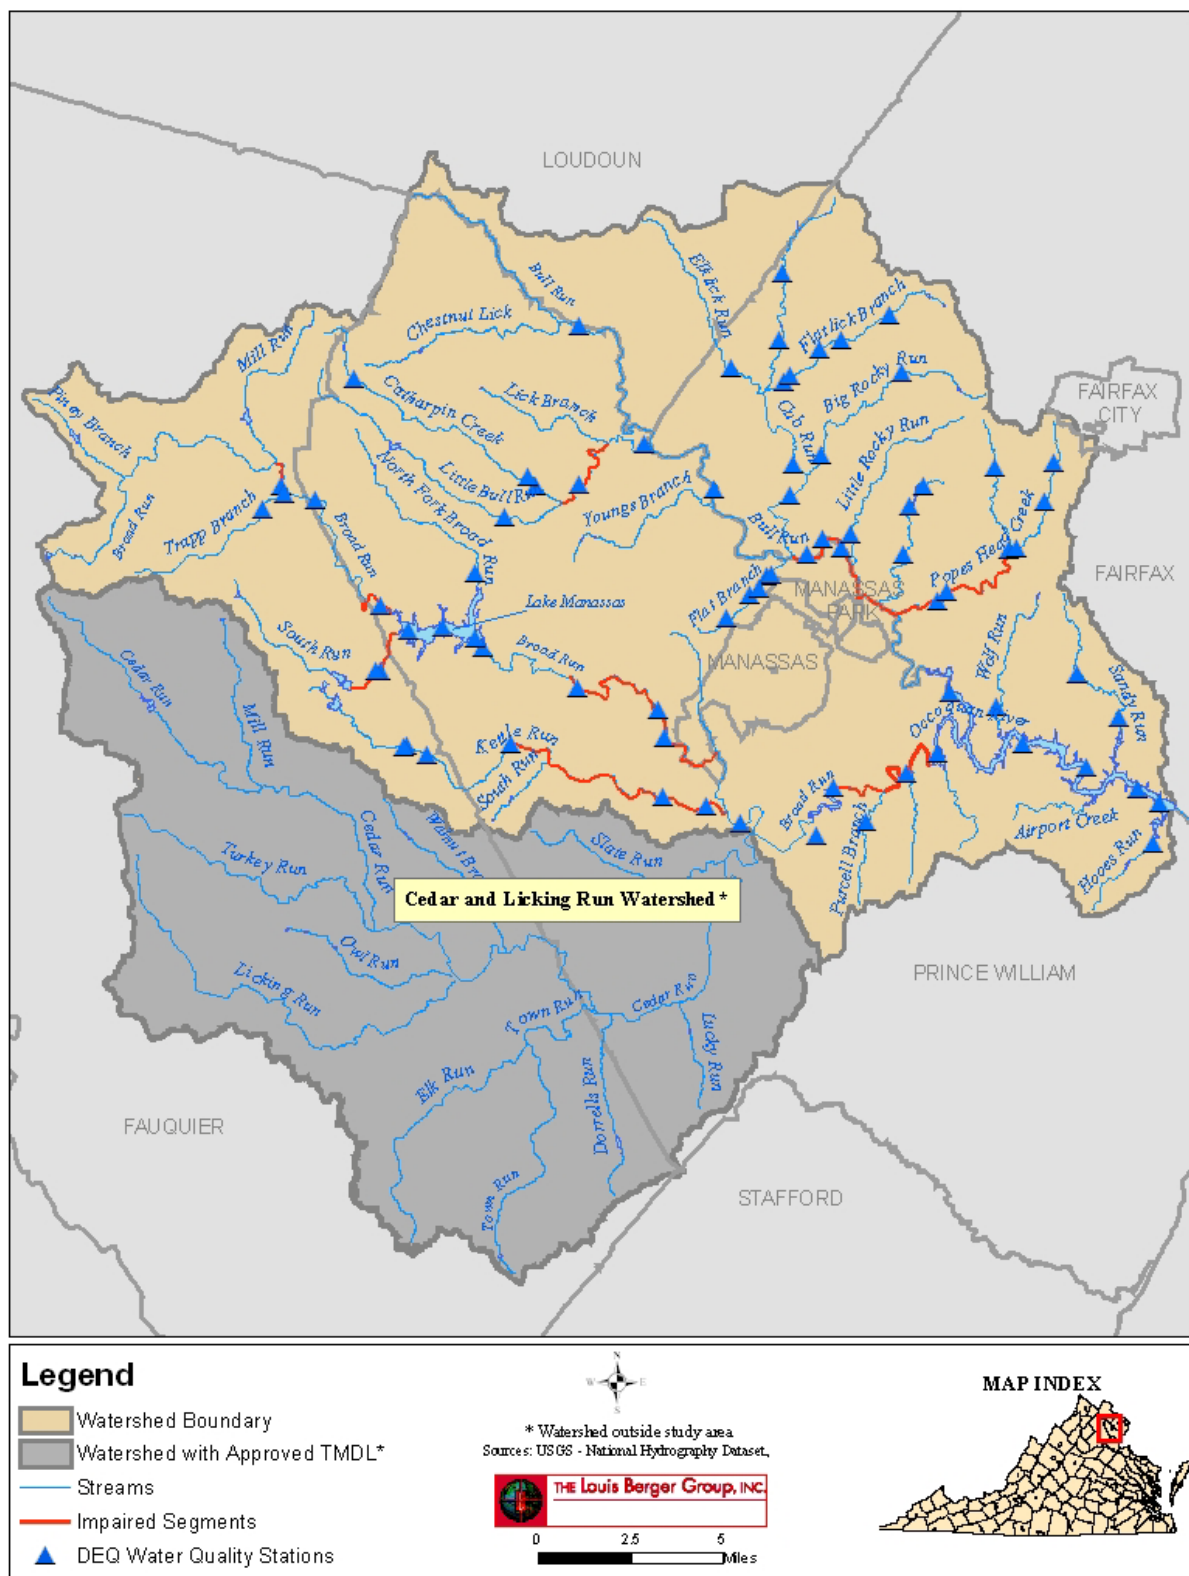 LOUDOUN
Bull Run
Elklick Run
Flatlick Branch
Chestnut Lick
Mill Run
Lick Branch
Big Rocky Run
FAIRFAX
CITY
Piney Branch
Catharpin Creek
Cub Run
Little Rocky Run
North Fork Broad Run
Little Bull Run
Youngs Branch
Broad Run
Trapp Branch
Broad Run
Bull Run
Popes Head Creek
FAIRFAX
Flat Branch
MANASSAS
PARK
Lake Manassas
South Run
Broad Run
MANASSAS
Wolf Run
Sandy Run
Cedar Run
Mill Run
Occoquan River
Kettle Run
South Run
Broad Run
Purcell Branch
Airport Creek
Hooes Run
Cedar Run
Walnut Bra
Slate Run
Turkey Run
Cedar and Licking Run Watershed *
Owl Run
Licking Run
PRINCE WILLIAM
Town Run
Cedar Run
Lucky Run
Elk Run
Dorrells Run
FAUQUIER
Town Run
STAFFORD
Legend
Watershed Boundary
Watershed with Approved TMDL*
Streams
Impaired Segments
DEQ Water Quality Stations
N
W E
S
* Watershed outside study area
Sources: USGS - National Hydrography Dataset,
THE Louis Berger Group, INC.
0 2.5 5
Miles
MAP INDEX